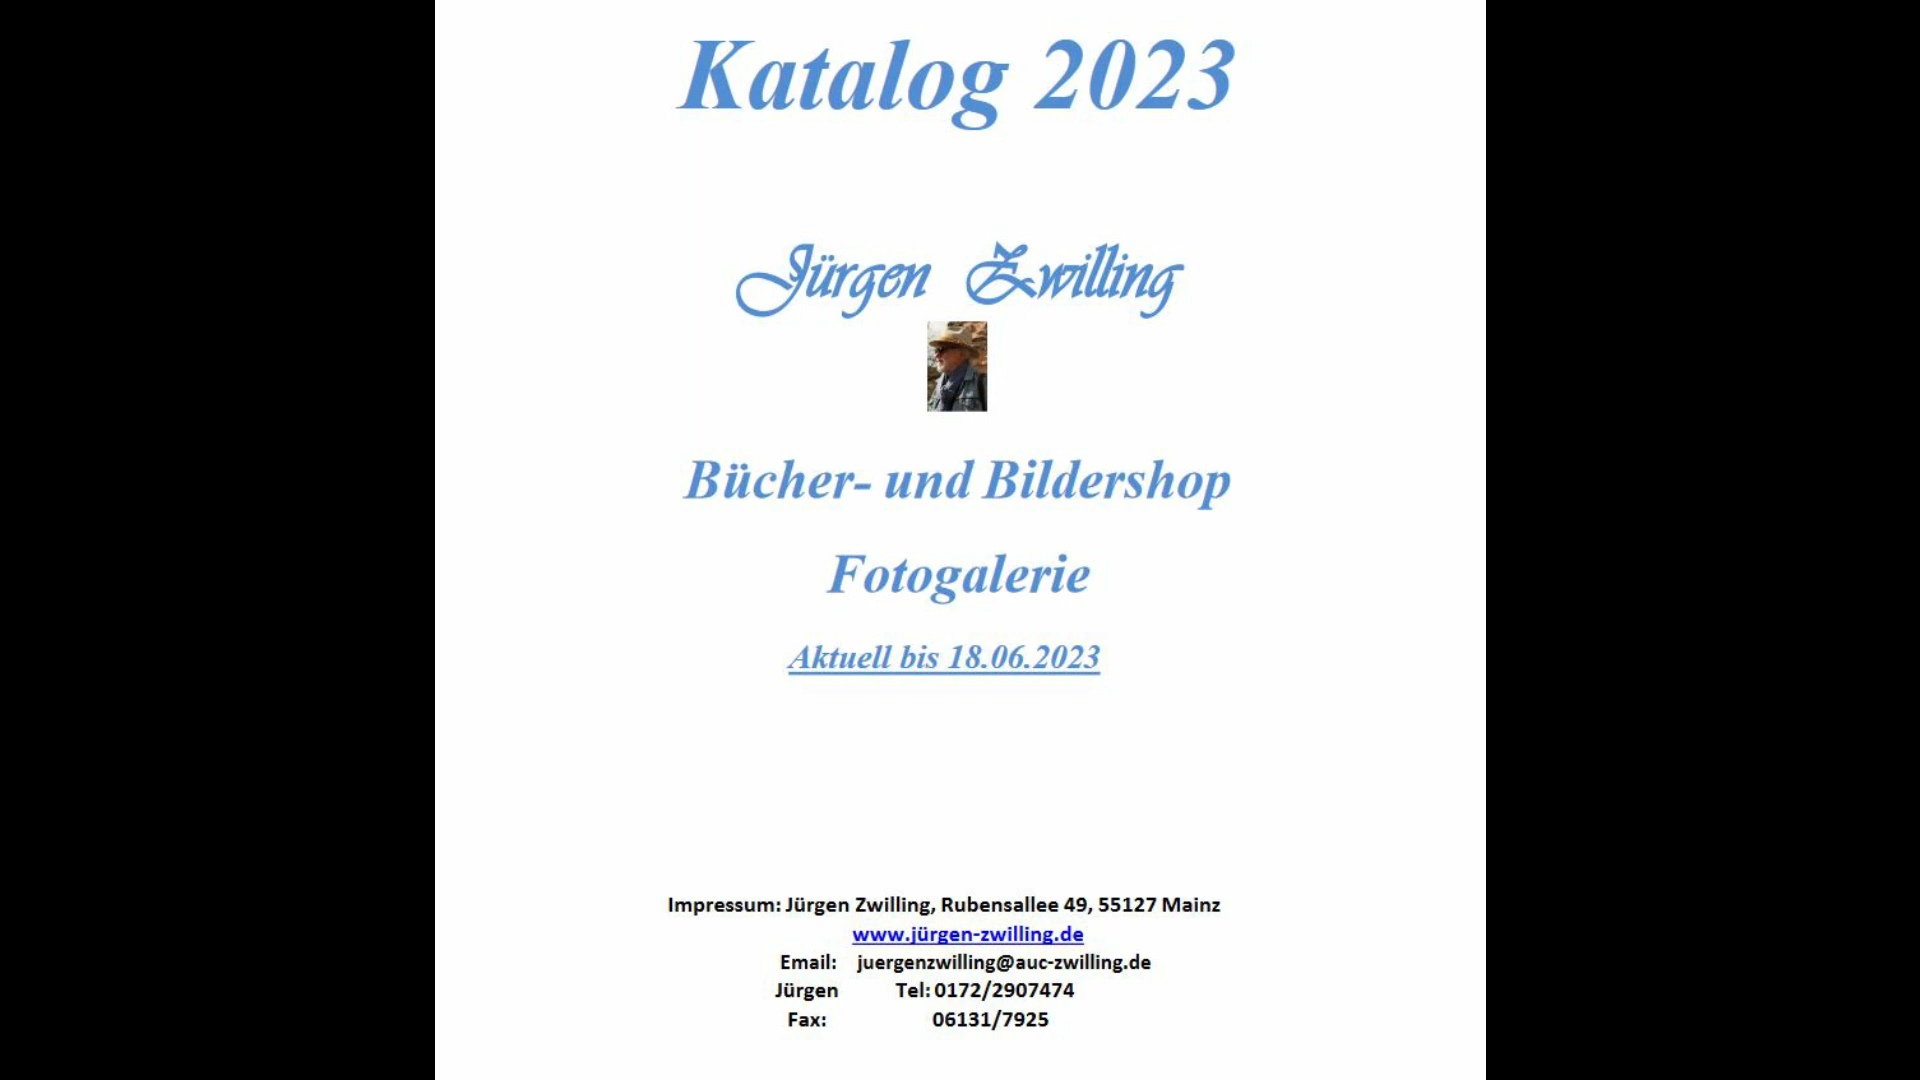 Katalog 2023
Jürgen Zwilling
Bücher- und Bildershop
Fotogalerie
Aktuell bis 18.06.2023
Impressum: Jürgen Zwilling, Rubensallee 49, 55127 Mainz
www.jürgen-zwilling.de
Email: juergenzwilling@auc-zwilling.de
Jürgen Tel: 0172/2907474
Fax: 06131/7925